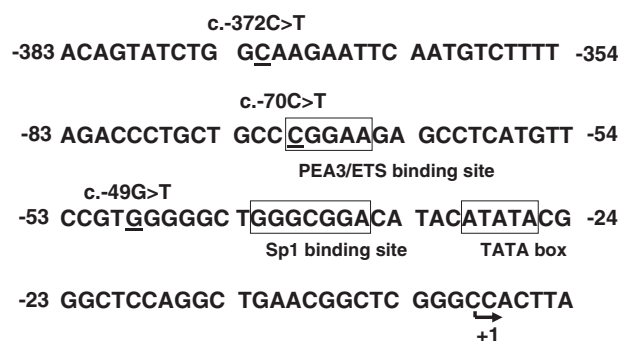 c.-372C>T
-383 ACAGTATCTG GCAAGAATTC AATGTCTTTT -354
c.-70C>T
-83 AGACCCTGCT GCCCGGAAGA GCCTCATGTT -54
PEA3/ETS binding site
c.-49G>T
-53 CCGTGGGGGC TGGGCGGACA TACATATACG -24
Sp1 binding site TATA box
-23 GGCTCCAGGC TGAACGGCTC GGGCCACTTA
+1